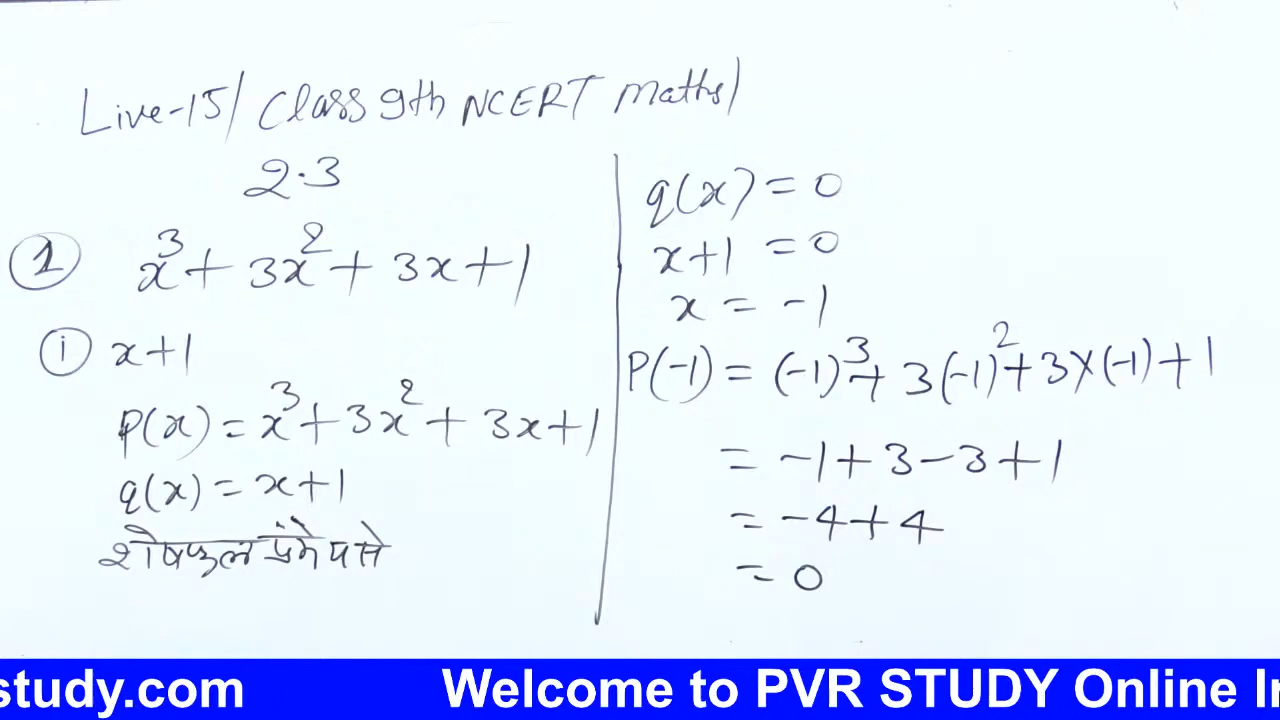 Live-15/ Class 9th NCERT maths/
2.3
① x³ + 3x² + 3x + 1
ⓘ x+1
P(x) = x³ + 3x² + 3x + 1
q(x) = x+1
शेषफल प्रमेय से
q(x) = 0
x+1 = 0
x = -1
P(-1) = (-1)³ + 3(-1)² + 3×(-1) + 1
= -1+3-3+1
= -4+4
= 0
study.com Welcome to PVR STUDY Online In